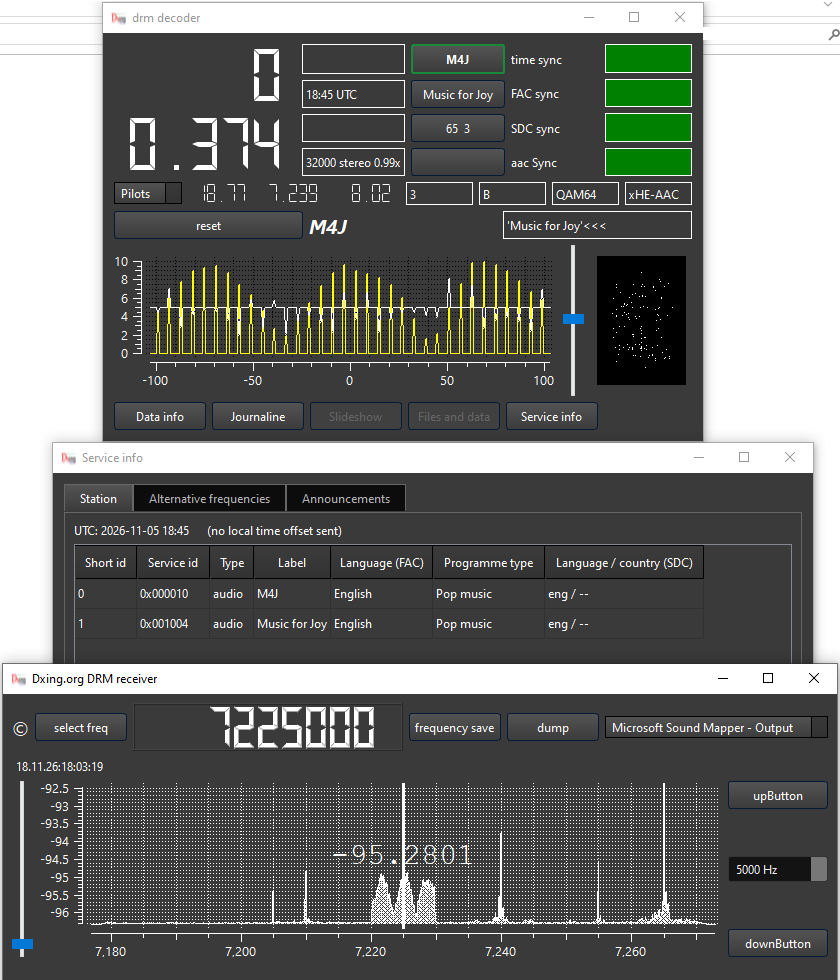 drm decoder
0
M4J
time sync
18:45 UTC
Music for Joy
FAC sync
0.374
65 3
SDC sync
32000 stereo 0.99x
aac Sync
Pilots
18.77
7.239
8.02
3
B
QAM64
xHE-AAC
reset
M4J
'Music for Joy'<<<
10
8
6
4
2
0
-100
-50
0
50
100
Data info
Journaline
Slideshow
Files and data
Service info
Service info
Station
Alternative frequencies
Announcements
UTC: 2026-11-05 18:45 (no local time offset sent)
Short id Service id Type Label Language (FAC) Programme type Language / country (SDC)
0 0x000010 audio M4J English Pop music eng / --
1 0x001004 audio Music for Joy English Pop music eng / --
Dxing.org DRM receiver
©
select freq
7225000
frequency save
dump
Microsoft Sound Mapper - Output
18.11.26:18:03:19
-92.5
-93
-93.5
-94
-94.5
-95
-95.5
-96
-95.2801
7,180
7,200
7,220
7,240
7,260
upButton
5000 Hz
downButton